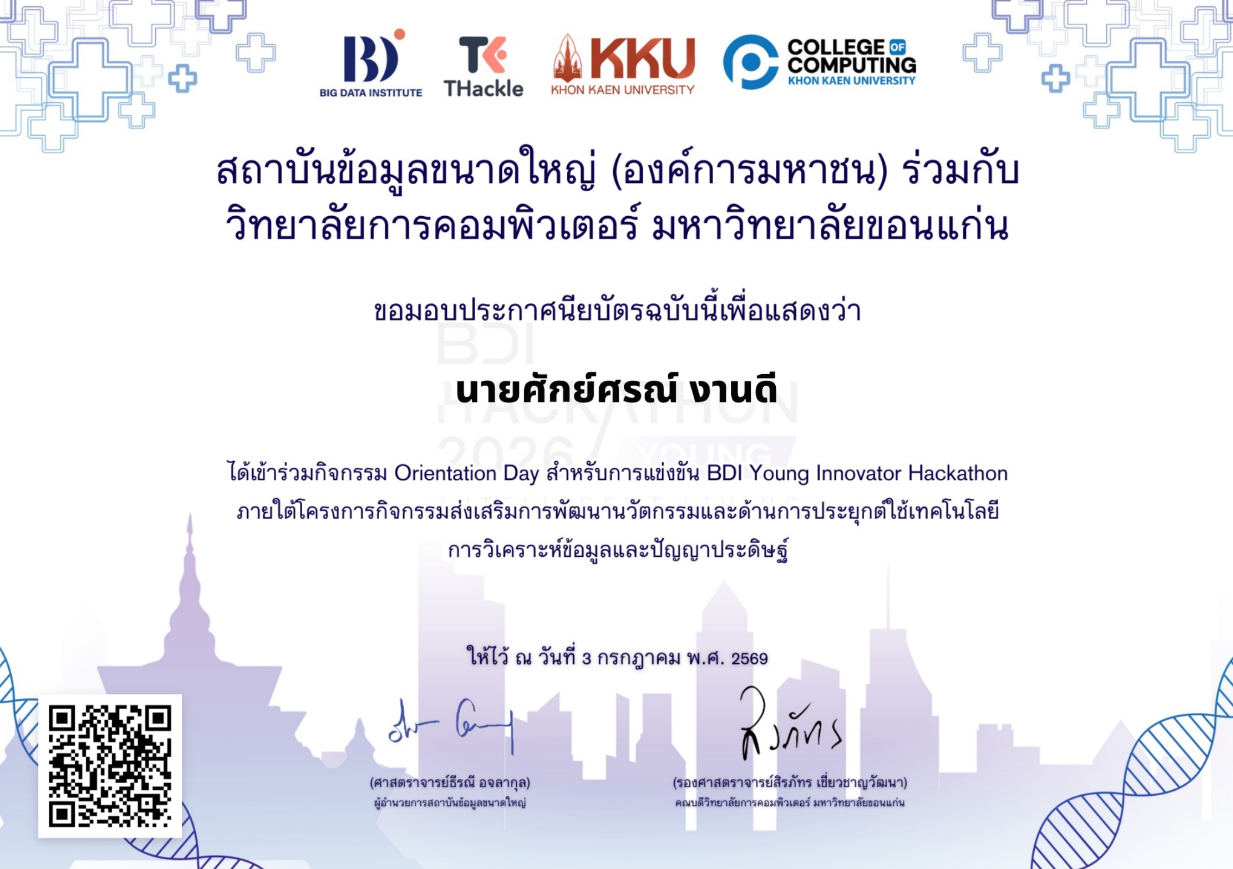 BDI
BIG DATA INSTITUTE
TK
THackle
KKU
KHON KAEN UNIVERSITY
COLLEGE OF
COMPUTING
KHON KAEN UNIVERSITY
สถาบันข้อมูลขนาดใหญ่ (องค์การมหาชน) ร่วมกับ
วิทยาลัยการคอมพิวเตอร์ มหาวิทยาลัยขอนแก่น
ขอมอบประกาศนียบัตรฉบับนี้เพื่อแสดงว่า
BDI
นายศักย์ศรณ์ งานดี
HACKATHON
2026 / YOUNG
ได้เข้าร่วมกิจกรรม Orientation Day สำหรับการแข่งขัน BDI Young Innovator Hackathon
INTELLIGENT LIVING
ภายใต้โครงการกิจกรรมส่งเสริมการพัฒนานวัตกรรมและด้านการประยุกต์ใช้เทคโนโลยี
การวิเคราะห์ข้อมูลและปัญญาประดิษฐ์
ให้ไว้ ณ วันที่ 3 กรกฎาคม พ.ศ. 2569
สิรภัทร
(ศาสตราจารย์ธีรณี อจลากุล)
ผู้อำนวยการสถาบันข้อมูลขนาดใหญ่
(รองศาสตราจารย์สิรภัทร เชี่ยวชาญวัฒนา)
คณบดีวิทยาลัยการคอมพิวเตอร์ มหาวิทยาลัยขอนแก่น